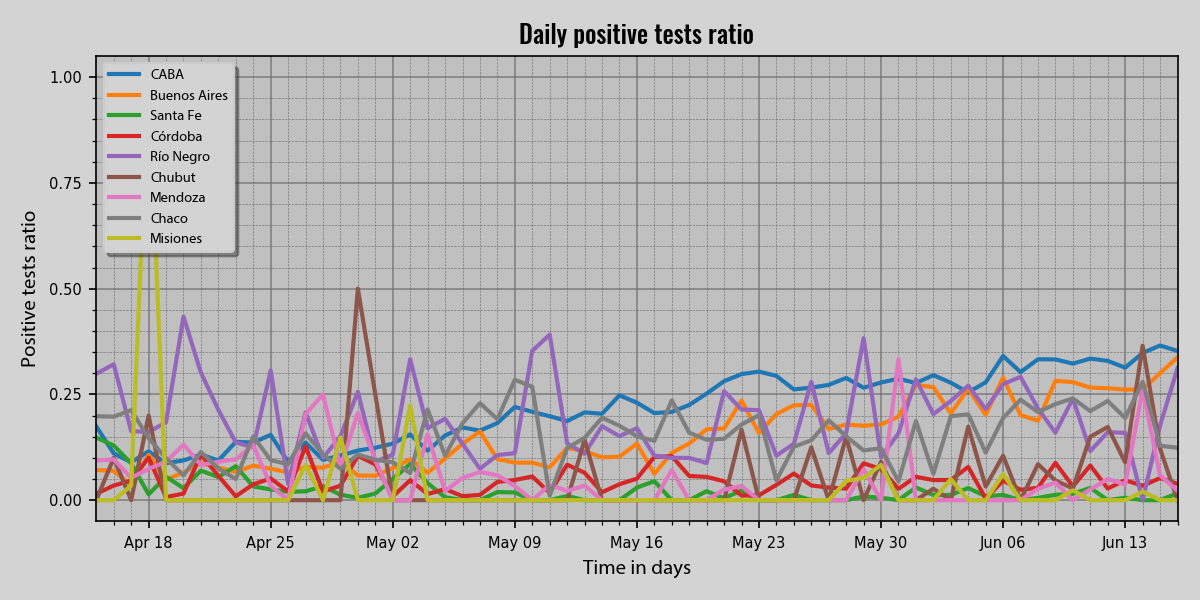 Daily positive tests ratio
1.00
0.75
0.50
0.25
0.00
Positive tests ratio
CABA
Buenos Aires
Santa Fe
Córdoba
Río Negro
Chubut
Mendoza
Chaco
Misiones
Apr 18
Apr 25
May 02
May 09
May 16
May 23
May 30
Jun 06
Jun 13
Time in days